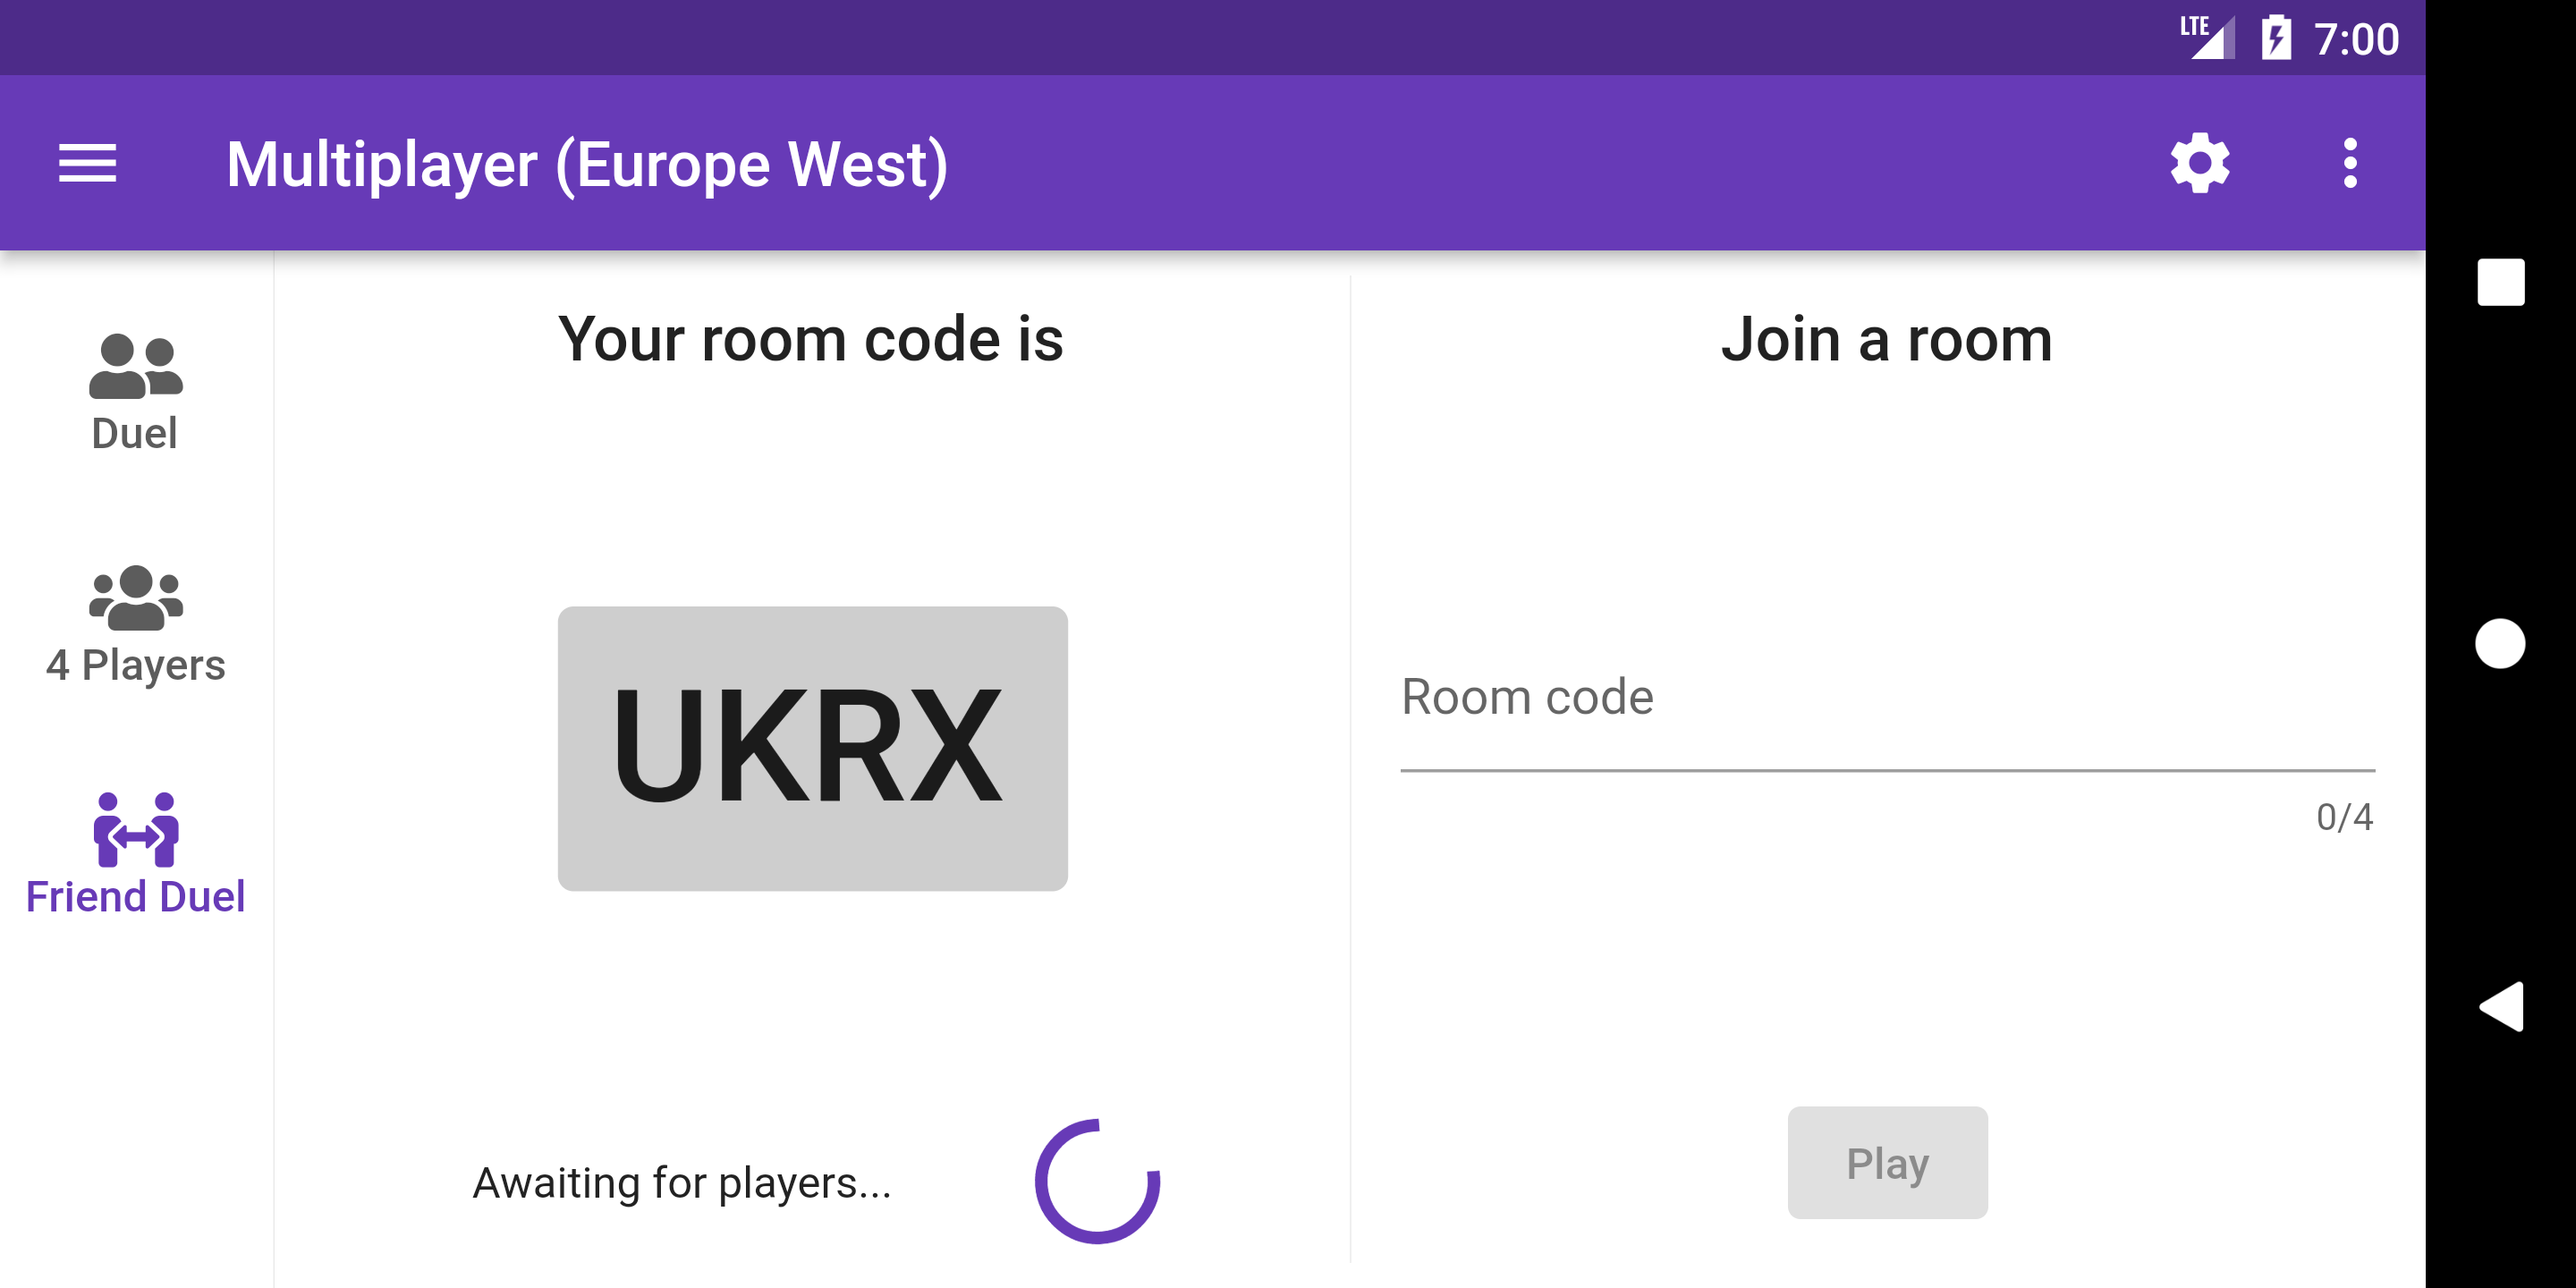 LTE 7:00
Multiplayer (Europe West)
Duel
4 Players
Friend Duel
Your room code is
UKRX
Awaiting for players...
Join a room
Room code
0/4
Play